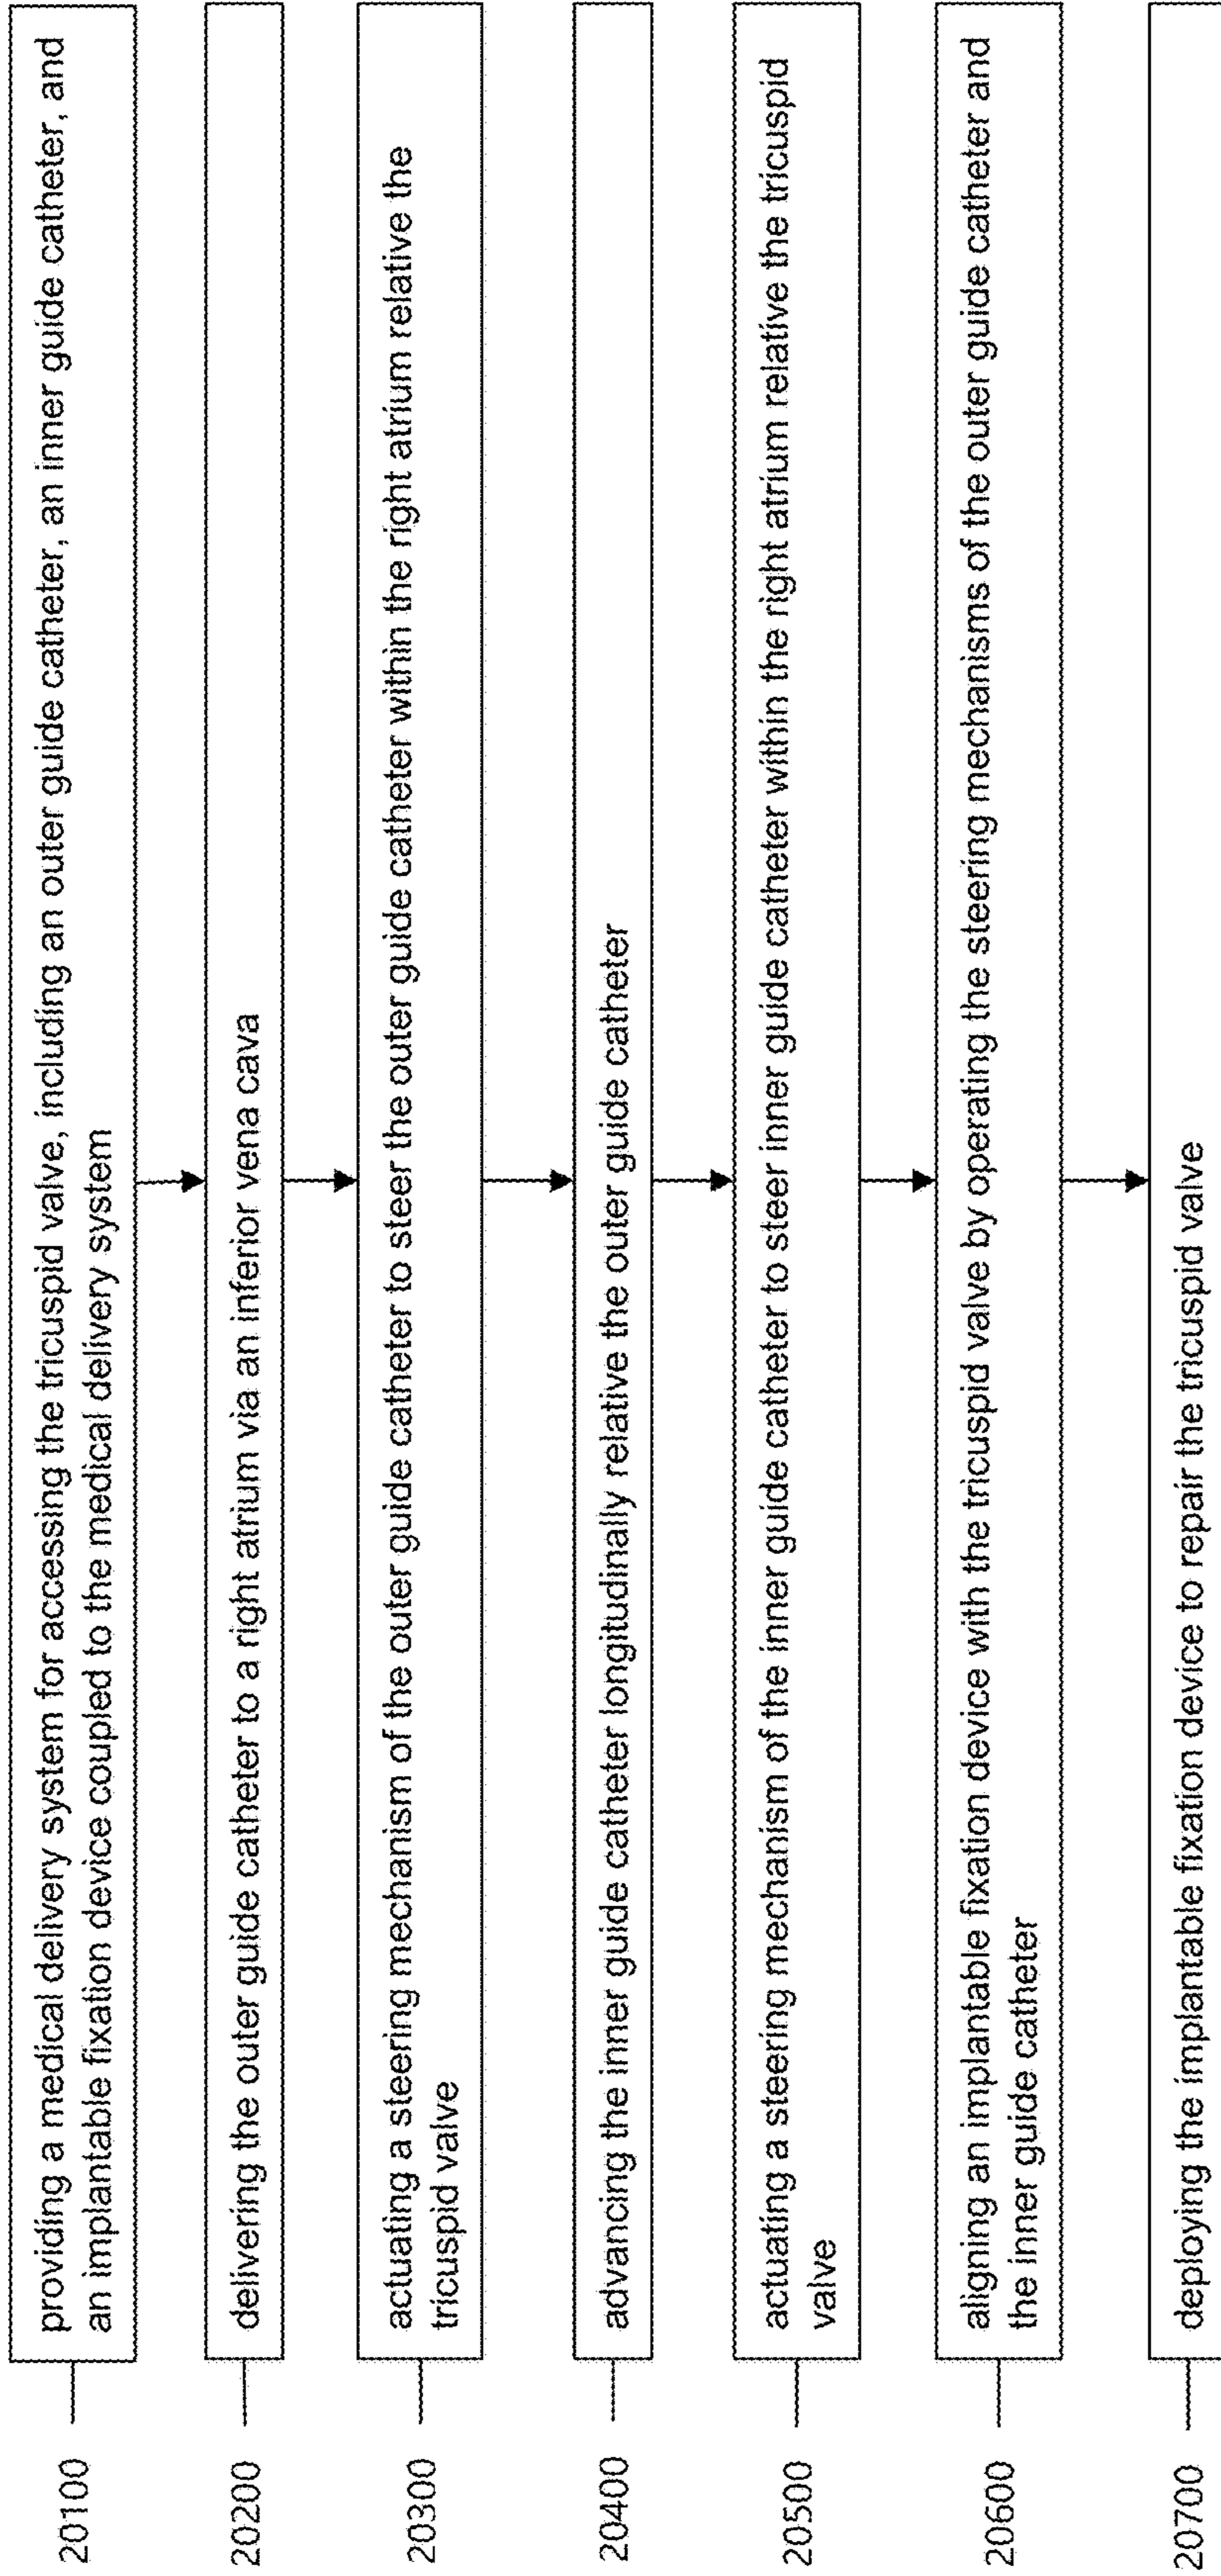 20100
providing a medical delivery system for accessing the tricuspid valve, including an outer guide catheter, an inner guide catheter, and
an implantable fixation device coupled to the medical delivery system
20200
delivering the outer guide catheter to a right atrium via an inferior vena cava
20300
actuating a steering mechanism of the outer guide catheter to steer the outer guide catheter within the right atrium relative the
tricuspid valve
20400
advancing the inner guide catheter longitudinally relative the outer guide catheter
20500
actuating a steering mechanism of the inner guide catheter to steer inner guide catheter within the right atrium relative the tricuspid
valve
20600
aligning an implantable fixation device with the tricuspid valve by operating the steering mechanisms of the outer guide catheter and
the inner guide catheter
20700
deploying the implantable fixation device to repair the tricuspid valve